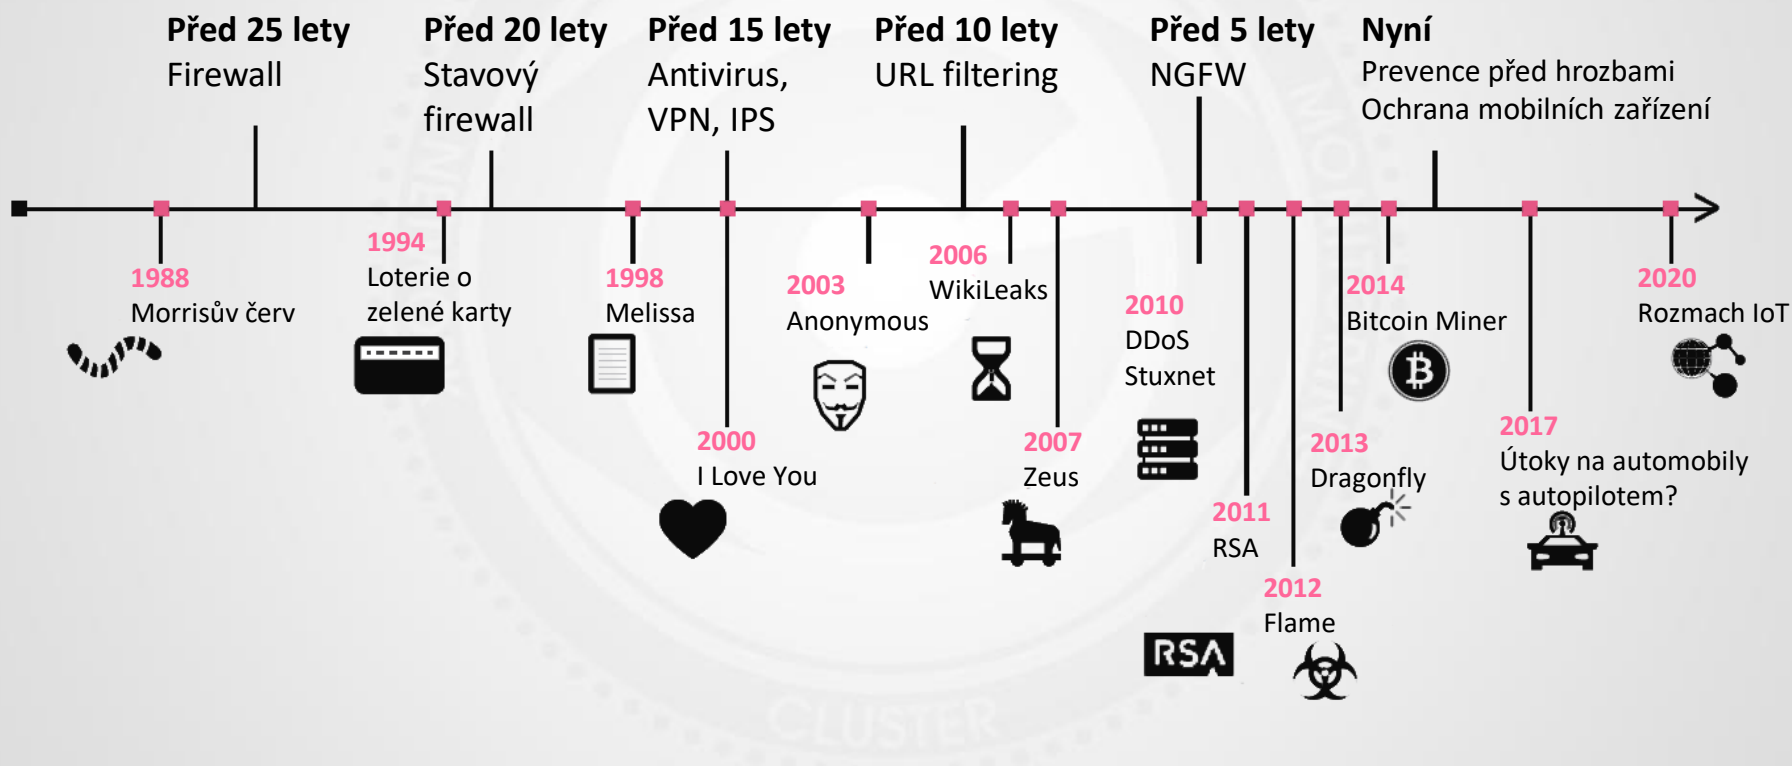 Před 25 lety
Firewall
Před 20 lety
Stavový
firewall
Před 15 lety
Antivirus,
VPN, IPS
Před 10 lety
URL filtering
Před 5 lety
NGFW
Nyní
Prevence před hrozbami
Ochrana mobilních zařízení
1988
Morrisův červ
1994
Loterie o
zelené karty
1998
Melissa
2000
I Love You
2003
Anonymous
2006
WikiLeaks
2007
Zeus
2010
DDoS
Stuxnet
2011
RSA
RSA
2012
Flame
2013
Dragonfly
2014
Bitcoin Miner
2017
Útoky na automobily
s autopilotem?
2020
Rozmach IoT
CLUSTER